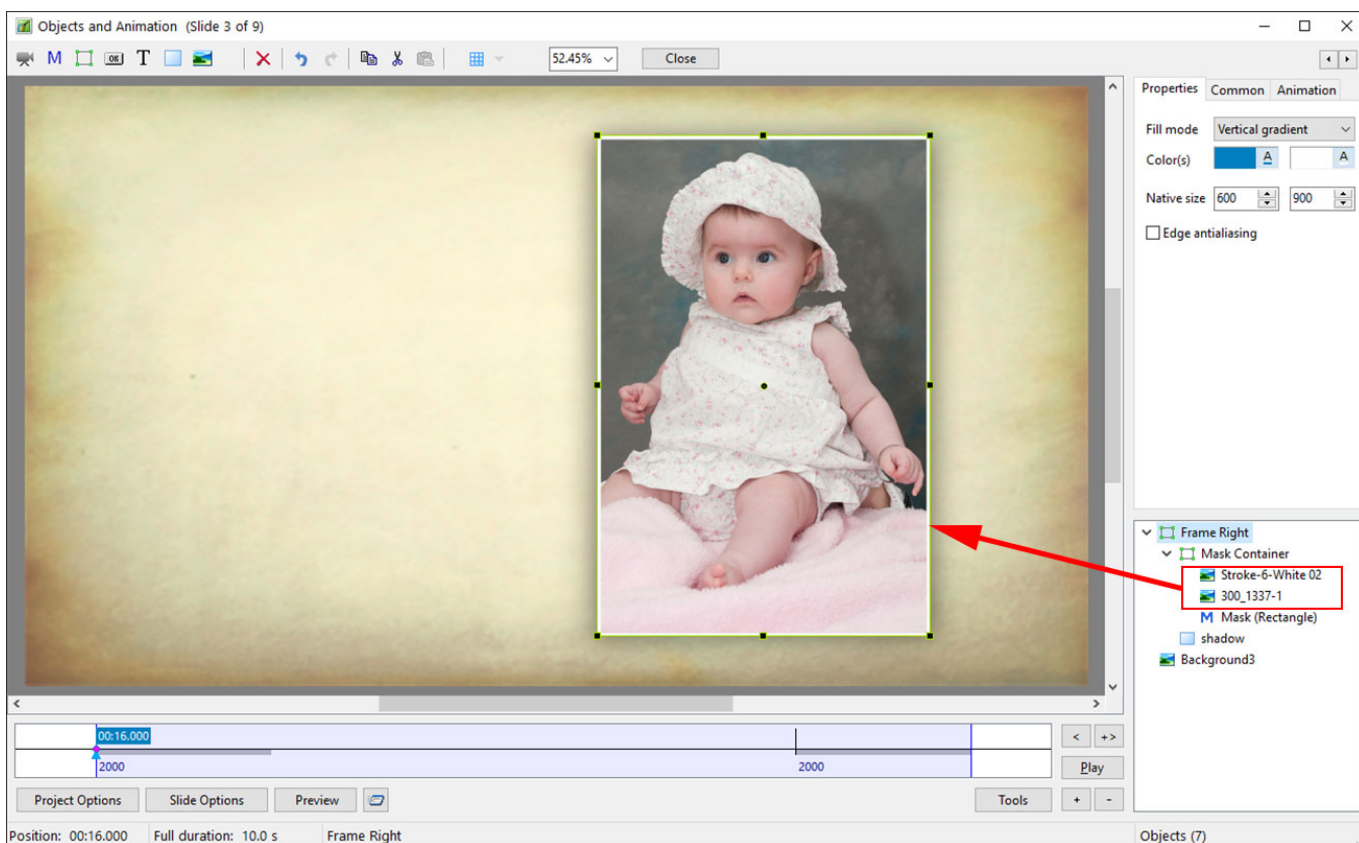 Objects and Animation (Slide 3 of 9)
M OK T 52.45% Close
Properties Common Animation
Fill mode Vertical gradient
Color(s) A A
Native size 600 900
Edge antialiasing
Frame Right
Mask Container
Stroke-6-White 02
300_1337-1
M Mask (Rectangle)
shadow
Background3
00:16.000
2000 2000
< +>
Play
Project Options Slide Options Preview Tools + -
Position: 00:16.000 Full duration: 10.0 s Frame Right Objects (7)